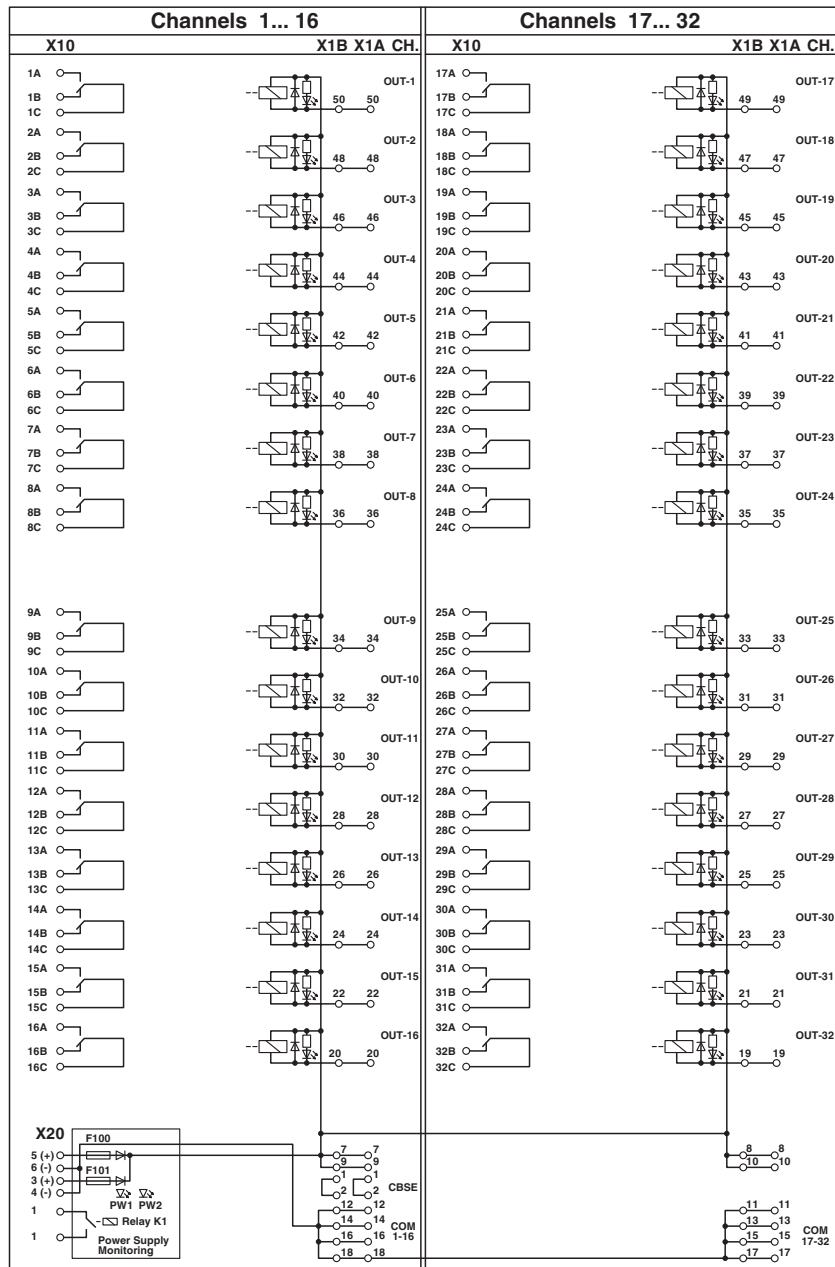 Channels 1... 16 Channels 17... 32
X10 X1B X1A CH. X10 X1B X1A CH.
1A OUT-1 17A OUT-17
1B 50 50 17B 49 49
1C 17C
2A OUT-2 18A OUT-18
2B 48 48 18B 47 47
2C 18C
3A OUT-3 19A OUT-19
3B 46 46 19B 45 45
3C 19C
4A OUT-4 20A OUT-20
4B 44 44 20B 43 43
4C 20C
5A OUT-5 21A OUT-21
5B 42 42 21B 41 41
5C 21C
6A OUT-6 22A OUT-22
6B 40 40 22B 39 39
6C 22C
7A OUT-7 23A OUT-23
7B 38 38 23B 37 37
7C 23C
8A OUT-8 24A OUT-24
8B 36 36 24B 35 35
8C 24C
9A OUT-9 25A OUT-25
9B 34 34 25B 33 33
9C 25C
10A OUT-10 26A OUT-26
10B 32 32 26B 31 31
10C 26C
11A OUT-11 27A OUT-27
11B 30 30 27B 29 29
11C 27C
12A OUT-12 28A OUT-28
12B 28 28 28B 27 27
12C 28C
13A OUT-13 29A OUT-29
13B 26 26 29B 25 25
13C 29C
14A OUT-14 30A OUT-30
14B 24 24 30B 23 23
14C 30C
15A OUT-15 31A OUT-31
15B 22 22 31B 21 21
15C 31C
16A OUT-16 32A OUT-32
16B 20 20 32B 19 19
16C 32C
X20 F100
5 (+) 7 7 8 8
6 (-) 9 9 10 10
3 (+) F101 1 1
4 (-) 2 2 CBSE
PW1 PW2
1 12 12 11 11
Relay K1 14 14 COM 13 13 COM
1 16 16 1-16 15 15 17-32
Power Supply
Monitoring
18 18 17 17